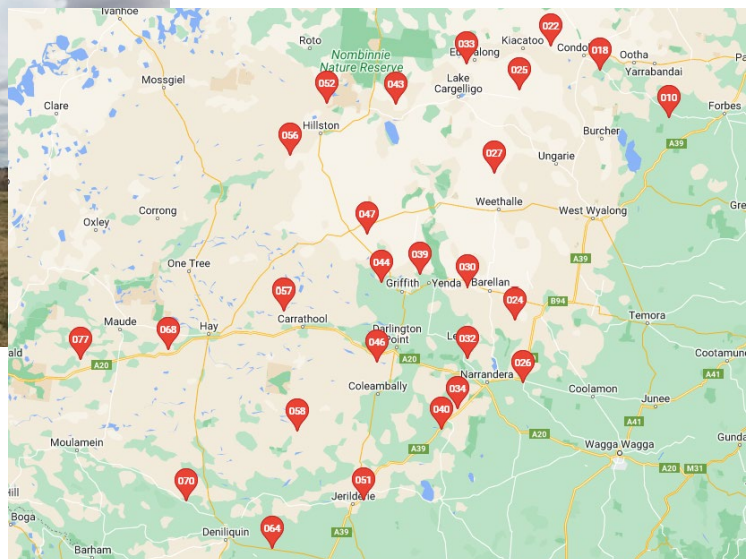 Ivanhoe
Roto
Nombinnie
Nature Reserve
033
Kiacatoo
022
Condo
018
Ootha
Yarrabandai
Mossgiel
052
043
Lake
Cargelligo
025
010
Forbes
Clare
Hillston
056
Burcher
A39
027
Ungarie
Weethalle
West Wyalong
Corrong
Oxley
047
One Tree
044
039
030
A39
Griffith
Yenda
Barellan
057
024
B94
Carrathool
Temora
Maude
068
Hay
077
A20
046
Darlington
Point
A20
032
026
Cootamun
A41
Narrandera
Coleambally
034
Coolamon
Junee
040
058
A41
A20
Wagga Wagga
Gunda
A20
M31
Moulamein
A39
070
051
Jerilderie
Boga
Deniliquin
064
A39
Barham